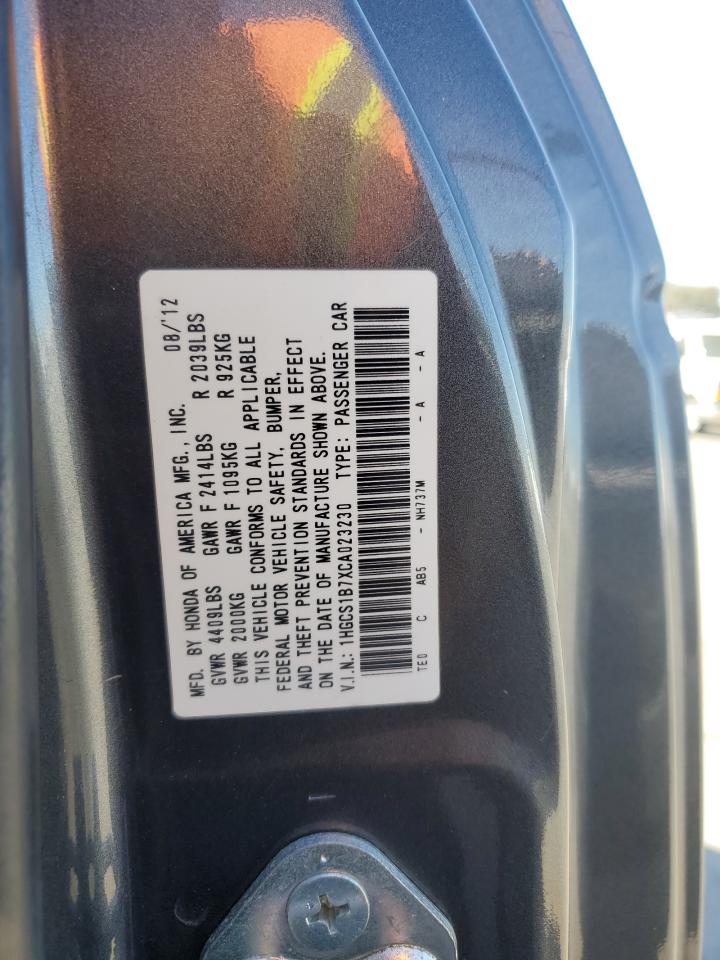 MFD. BY HONDA OF AMERICA MFG., INC. 08/'12
GVWR 4409LBS GAWR F 2414LBS R 2039LBS
GVWR 2000KG GAWR F 1095KG R 925KG
THIS VEHICLE CONFORMS TO ALL APPLICABLE
FEDERAL MOTOR VEHICLE SAFETY, BUMPER,
AND THEFT PREVENTION STANDARDS IN EFFECT
ON THE DATE OF MANUFACTURE SHOWN ABOVE.
V.I.N.: 1HGCS1B7XCA023230 TYPE: PASSENGER CAR
TE0 C AB5 - NH737M - A - A